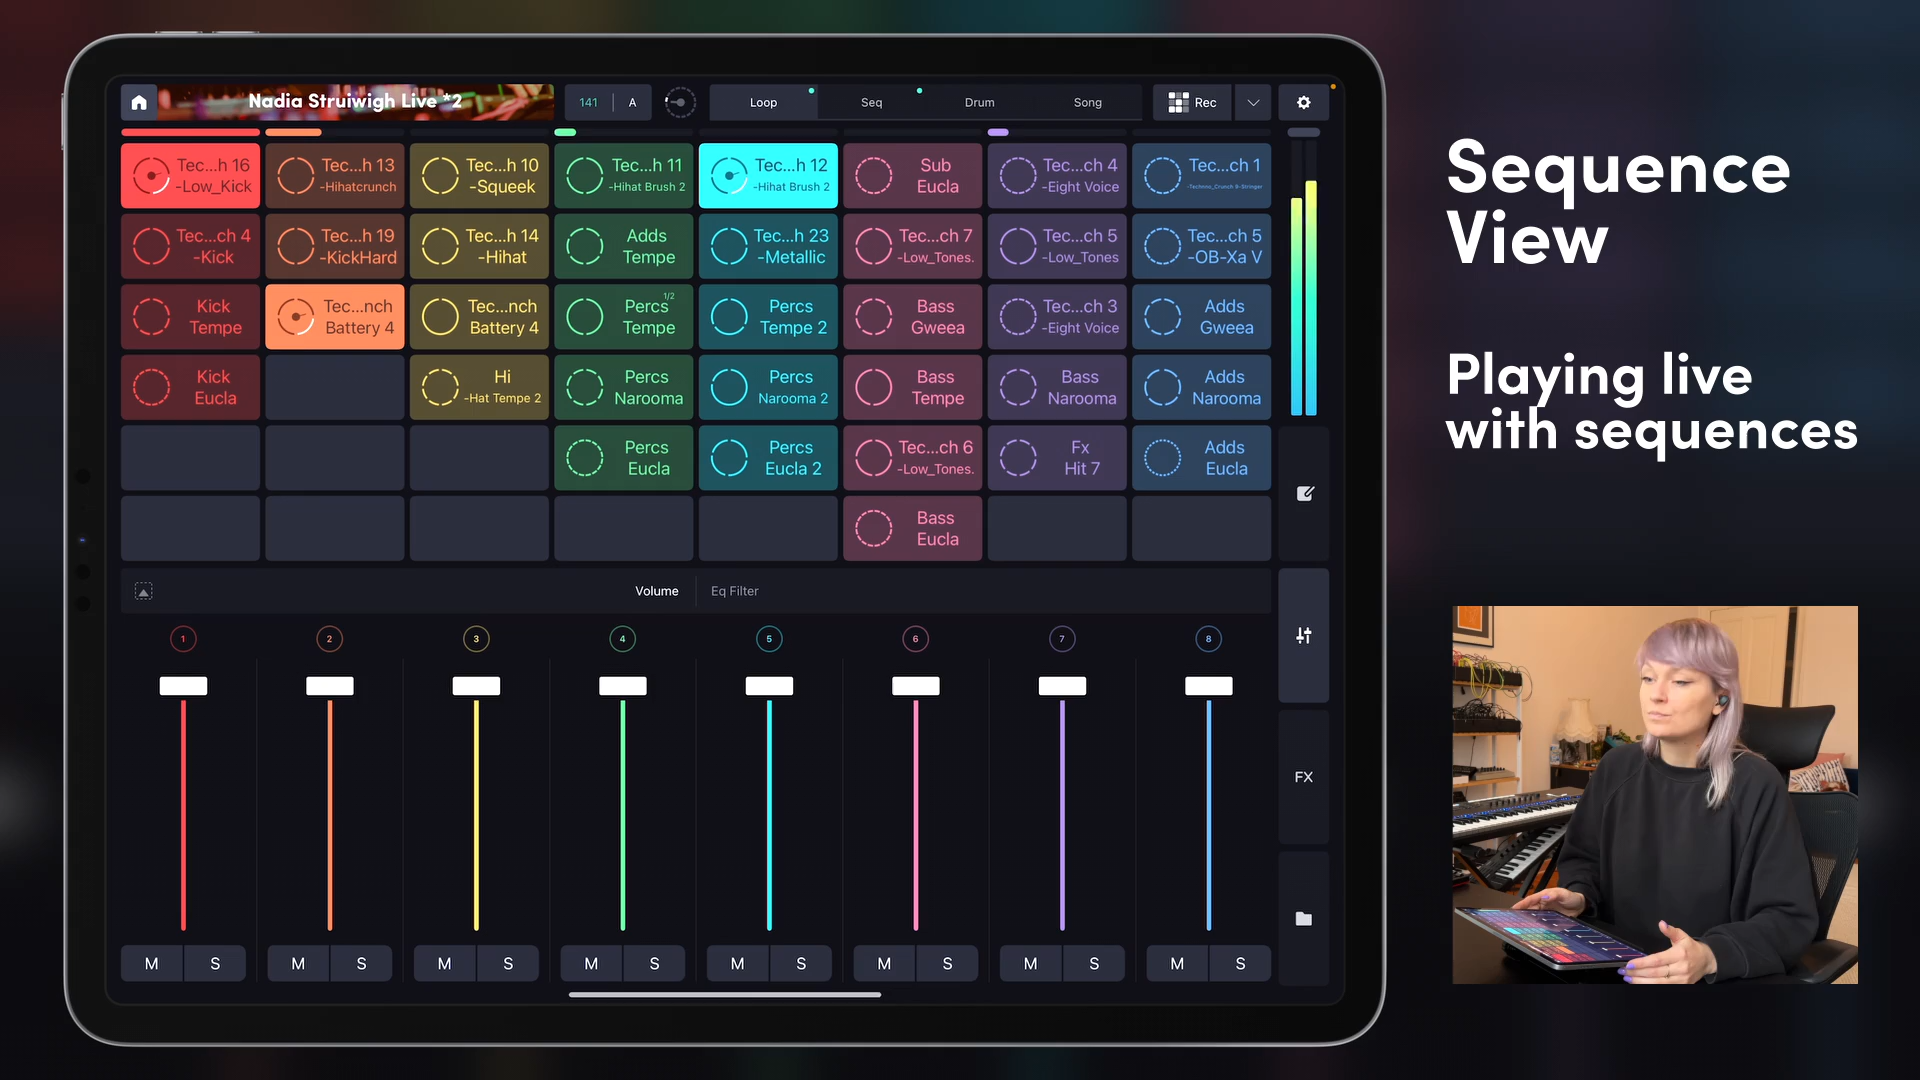 Nadia Struiwigh Live *2
141
A
Loop
Seq
Drum
Song
Rec
Tec...h 16
-Low_Kick
Tec...h 13
-Hihatcrunch
Tec...h 10
-Squeek
Tec...h 11
-Hihat Brush 2
Tec...h 12
-Hihat Brush 2
Sub
Eucla
Tec...ch 4
-Eight Voice
Tec...ch 1
-Techno_Crunch 8-Stringer
Tec...ch 4
-Kick
Tec...h 19
-KickHard
Tec...h 14
-Hihat
Adds
Tempe
Tec...h 23
-Metallic
Tec...ch 7
-Low_Tones.
Tec...ch 5
-Low_Tones
Tec...ch 5
-OB-Xa V
Kick
Tempe
Tec...nch
Battery 4
Tec...nch
Battery 4
1/2
Percs
Tempe
Percs
Tempe 2
Bass
Gweea
Tec...ch 3
-Eight Voice
Adds
Gweea
Kick
Eucla
Hi
-Hat Tempe 2
Percs
Narooma
Percs
Narooma 2
Bass
Tempe
Bass
Narooma
Adds
Narooma
Percs
Eucla
Percs
Eucla 2
Tec...ch 6
-Low_Tones.
Fx
Hit 7
Adds
Eucla
Bass
Eucla
Volume
Eq Filter
1
2
3
4
5
6
7
8
FX
M
S
M
S
M
S
M
S
M
S
M
S
M
S
M
S
Sequence
View
Playing live
with sequences